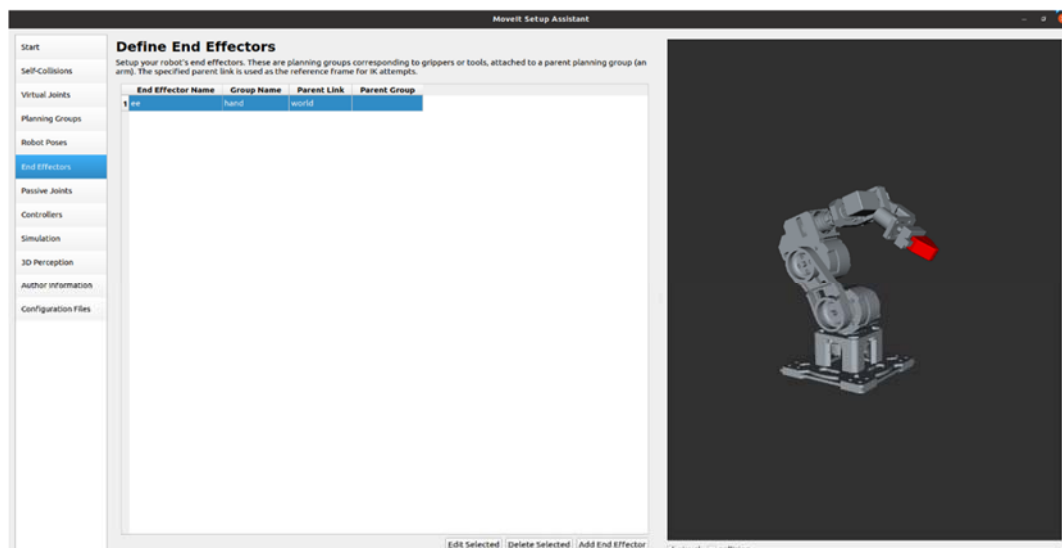 MoveIt Setup Assistant
Start
Self-Collisions
Virtual Joints
Planning Groups
Robot Poses
End Effectors
Passive Joints
Controllers
Simulation
3D Perception
Author Information
Configuration Files
Define End Effectors
Setup your robot's end effectors. These are planning groups corresponding to grippers or tools, attached to a parent planning group (an
arm). The specified parent link is used as the reference frame for IK attempts.
End Effector Name Group Name Parent Link Parent Group
1 ee hand world
Edit Selected Delete Selected Add End Effector